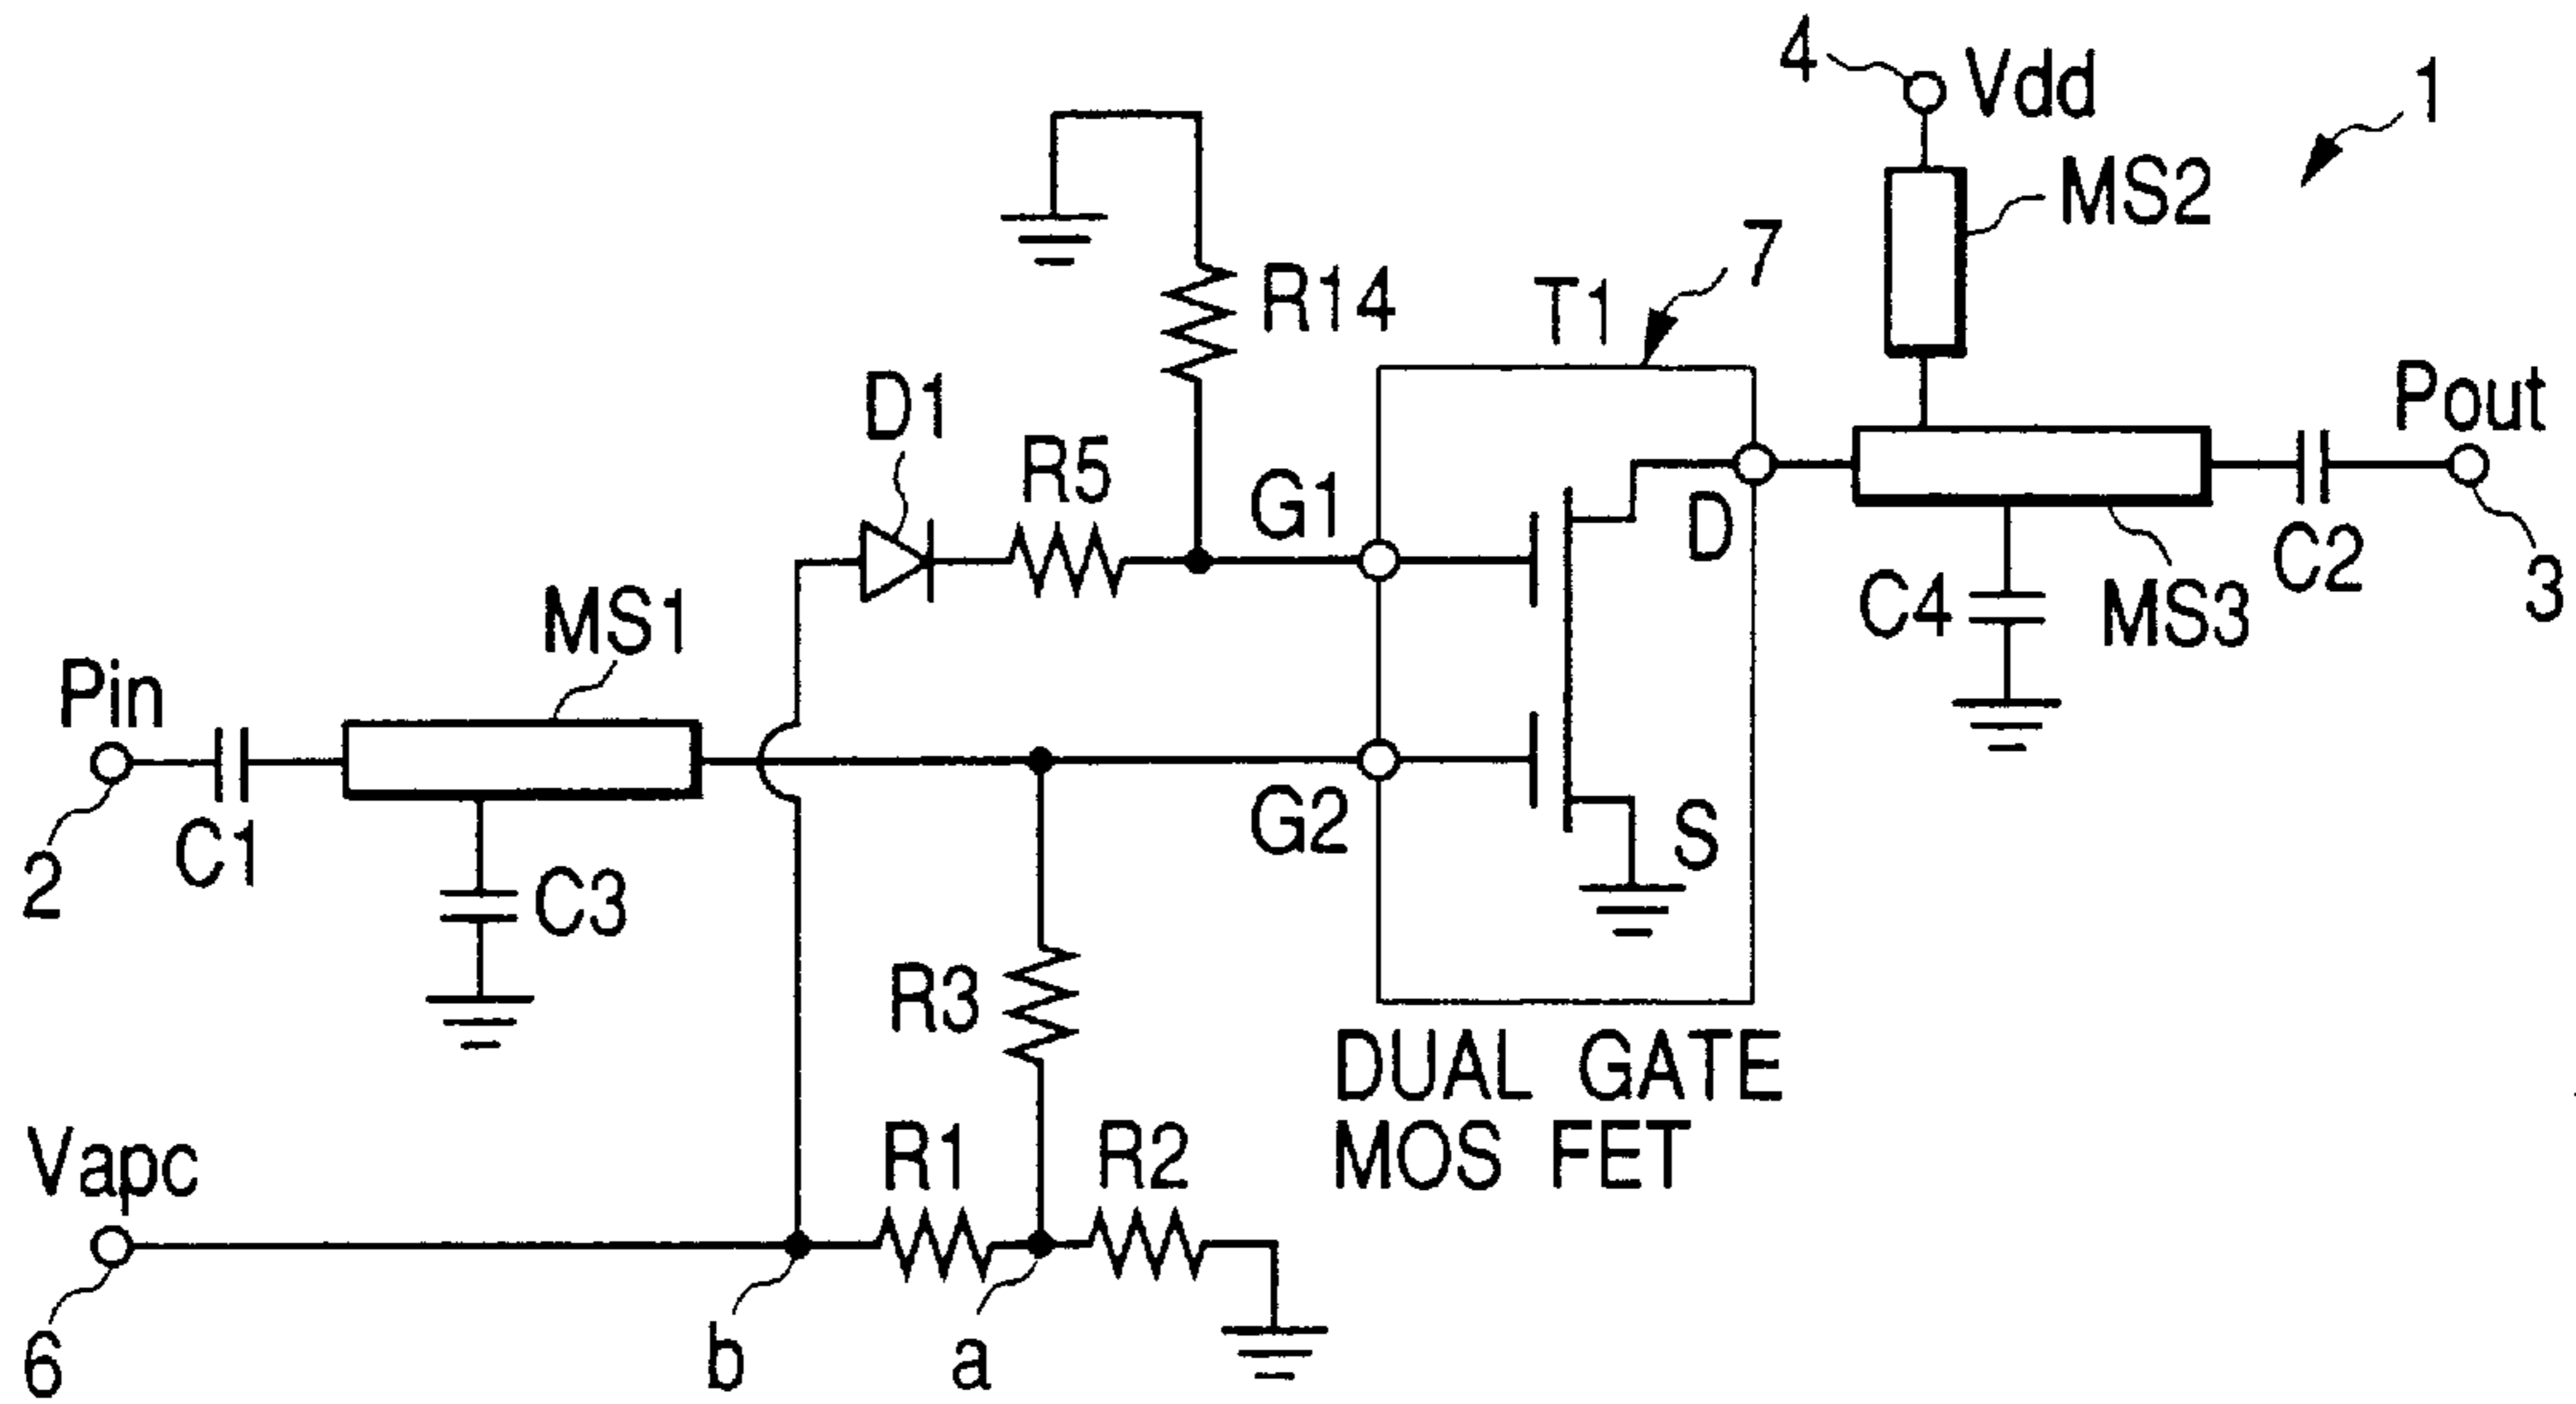 4
Vdd
1
MS2
7
T1
R14
D1
R5
G1
D
Pout
C2
3
C4
MS3
MS1
Pin
2
C1
C3
G2
S
R3
DUAL GATE
MOS FET
Vapc
R1
R2
6
b
a